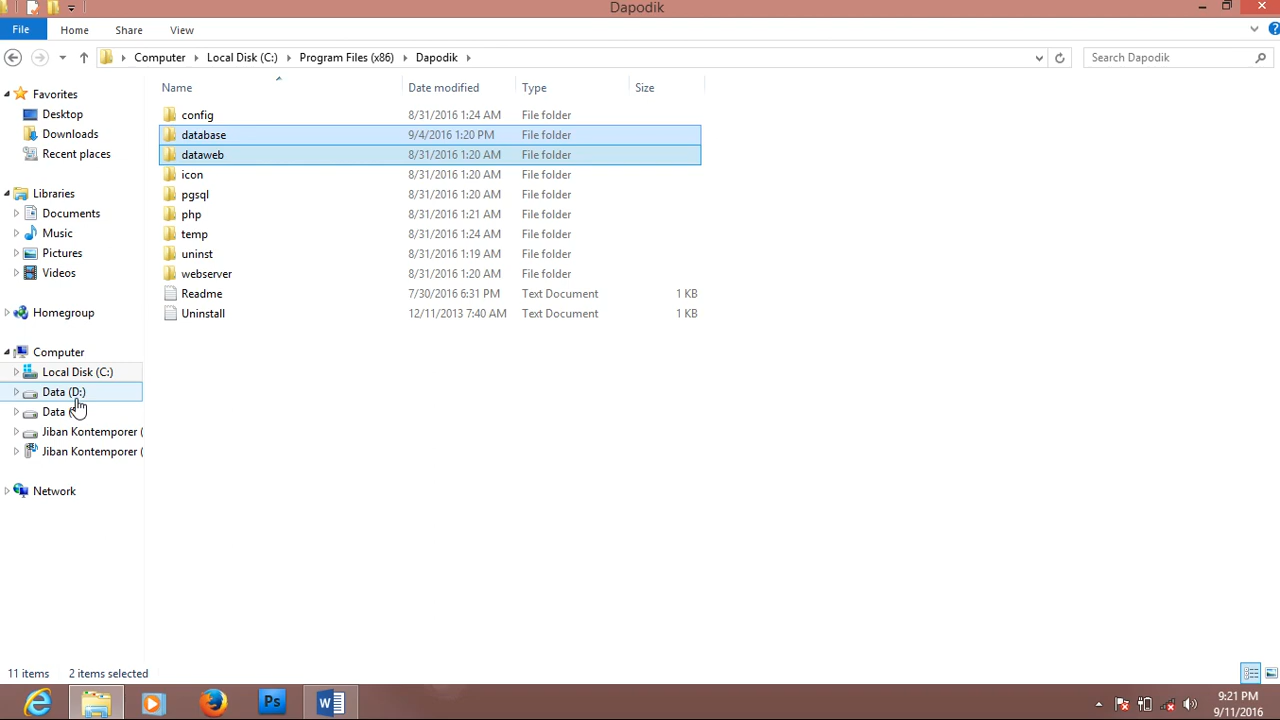 Dapodik
File Home Share View
Computer Local Disk (C:) Program Files (x86) Dapodik Search Dapodik
Name Date modified Type Size
Favorites
Desktop
Downloads
Recent places
Libraries
Documents
Music
Pictures
Videos
Homegroup
Computer
Local Disk (C:)
Data (D:)
Data
Jiban Kontemporer (
Jiban Kontemporer (
Network
config 8/31/2016 1:24 AM File folder
database 9/4/2016 1:20 PM File folder
dataweb 8/31/2016 1:20 AM File folder
icon 8/31/2016 1:20 AM File folder
pgsql 8/31/2016 1:20 AM File folder
php 8/31/2016 1:21 AM File folder
temp 8/31/2016 1:24 AM File folder
uninst 8/31/2016 1:19 AM File folder
webserver 8/31/2016 1:20 AM File folder
Readme 7/30/2016 6:31 PM Text Document 1 KB
Uninstall 12/11/2013 7:40 AM Text Document 1 KB
11 items 2 items selected
Ps
9:21 PM
9/11/2016